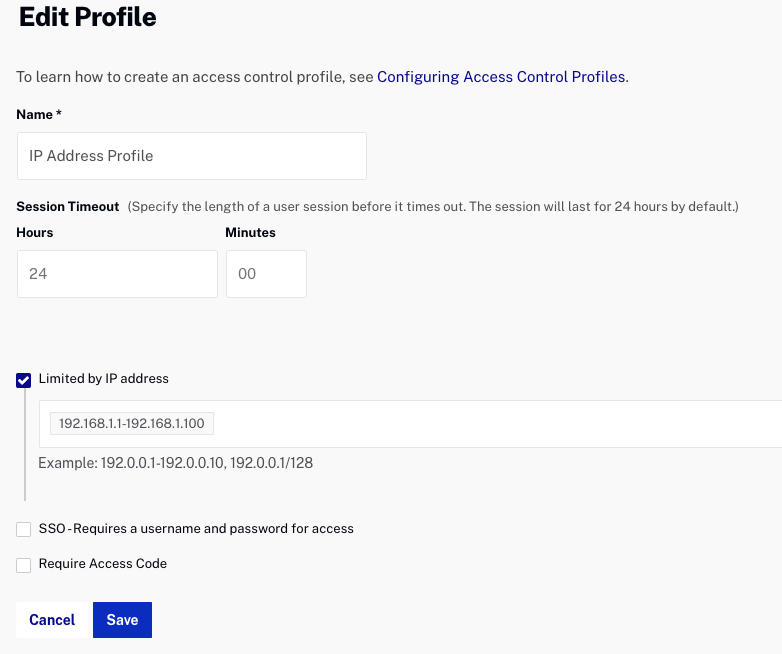 Edit Profile
To learn how to create an access control profile, see Configuring Access Control Profiles.
Name *
IP Address Profile
Session Timeout (Specify the length of a user session before it times out. The session will last for 24 hours by default.)
Hours Minutes
24 00
Limited by IP address
192.168.1.1-192.168.1.100
Example: 192.0.0.1-192.0.0.10, 192.0.0.1/128
SSO - Requires a username and password for access
Require Access Code
Cancel Save